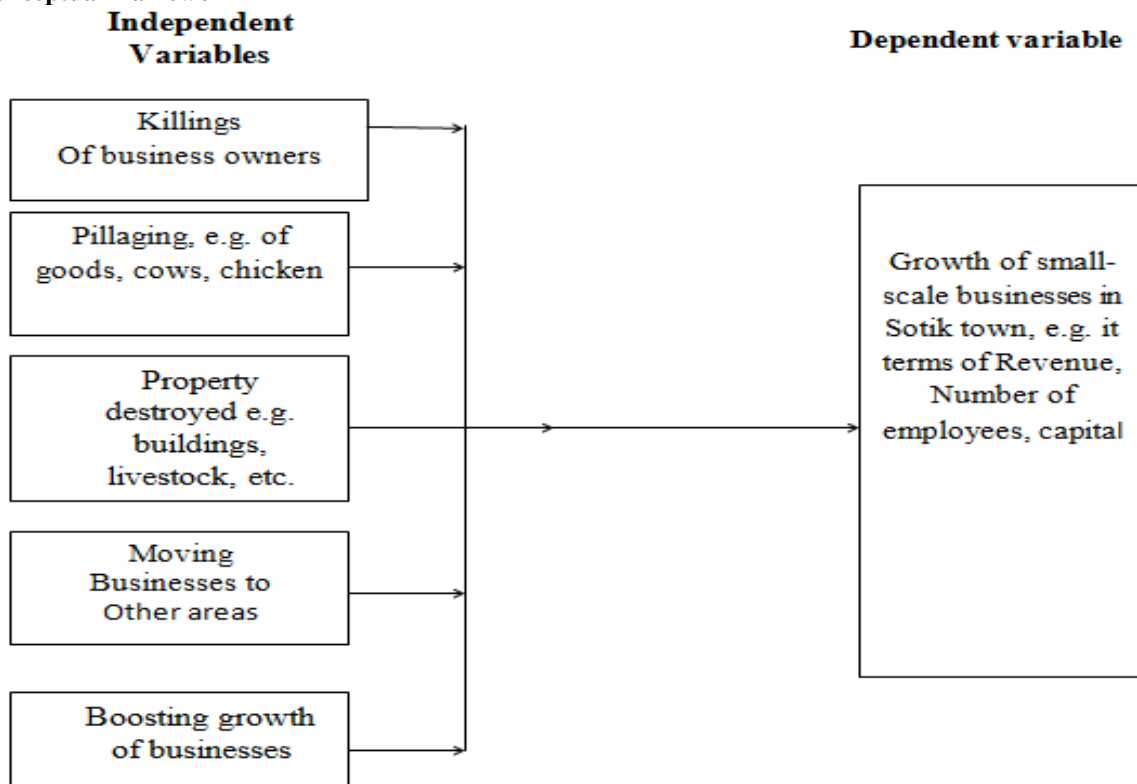 Independent
Variables
Dependent variable
Killings
Of business owners
Pillaging, e.g. of
goods, cows, chicken
Property
destroyed e.g.
buildings,
livestock, etc.
Moving
Businesses to
Other areas
Boosting growth
of businesses
Growth of small-
scale businesses in
Sotik town, e.g. it
terms of Revenue,
Number of
employees, capital